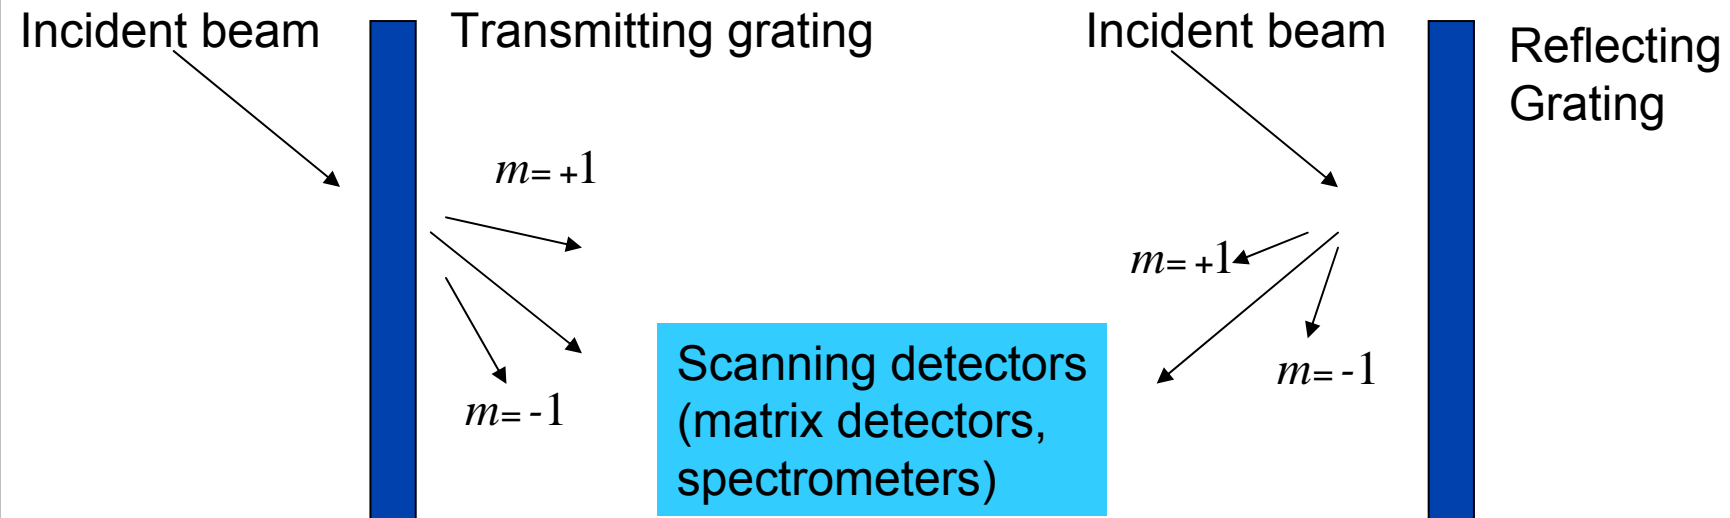 Incident beam
Transmitting grating
m= +1
m= -1
Scanning detectors
(matrix detectors,
spectrometers)
Incident beam
Reflecting
Grating
m= +1
m= -1